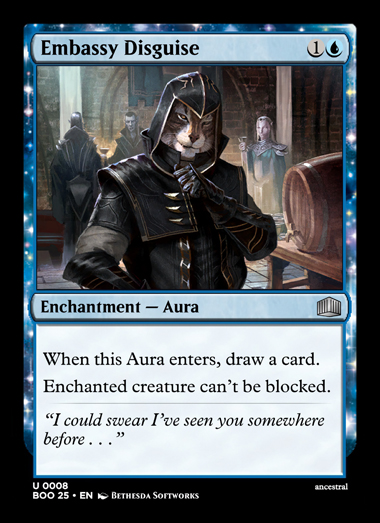 Embassy Disguise 1
Enchantment — Aura
When this Aura enters, draw a card.
Enchanted creature can't be blocked.
"I could swear I've seen you somewhere
before . . ."
U 0008
BOO 25 • EN Bethesda Softworks
ancestral